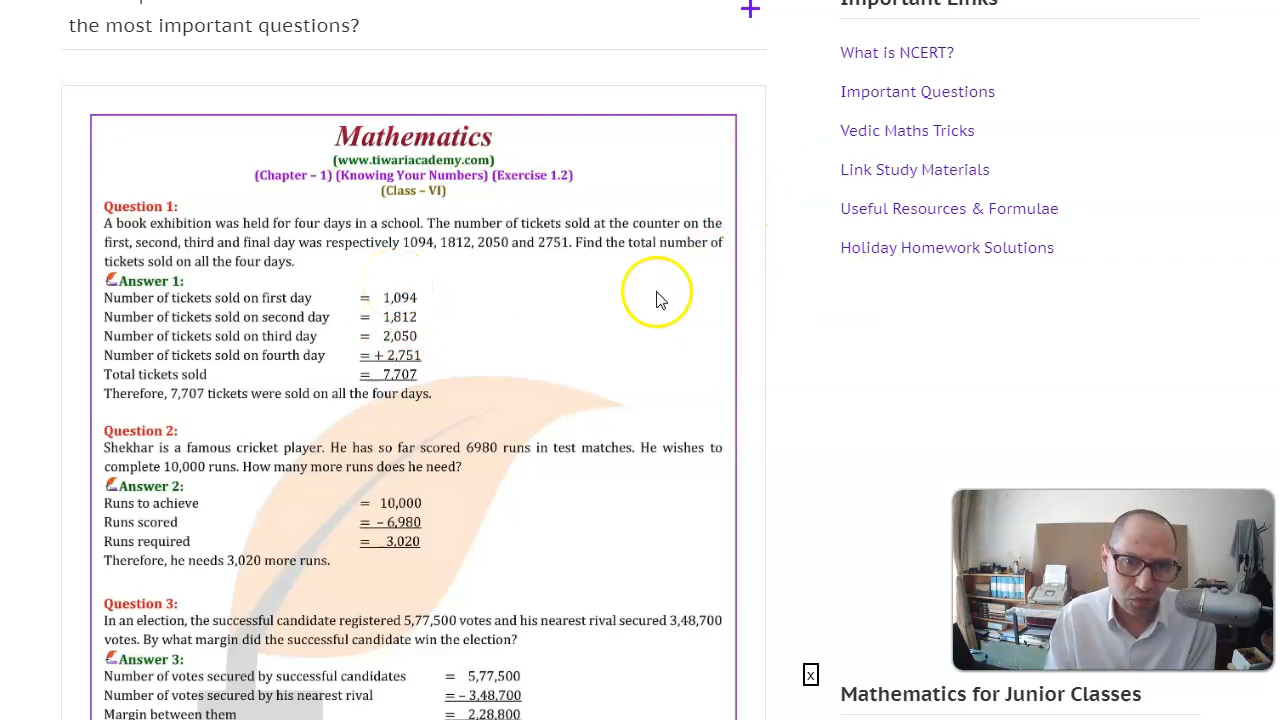 the most important questions?
+
Important Links
What is NCERT?
Important Questions
Vedic Maths Tricks
Link Study Materials
Useful Resources & Formulae
Holiday Homework Solutions
Mathematics
(www.tiwariacademy.com)
(Chapter – 1) (Knowing Your Numbers) (Exercise 1.2)
(Class – VI)
Question 1:
A book exhibition was held for four days in a school. The number of tickets sold at the counter on the
first, second, third and final day was respectively 1094, 1812, 2050 and 2751. Find the total number of
tickets sold on all the four days.
Answer 1:
Number of tickets sold on first day = 1,094
Number of tickets sold on second day = 1,812
Number of tickets sold on third day = 2,050
Number of tickets sold on fourth day = + 2,751
Total tickets sold = 7,707
Therefore, 7,707 tickets were sold on all the four days.
Question 2:
Shekhar is a famous cricket player. He has so far scored 6980 runs in test matches. He wishes to
complete 10,000 runs. How many more runs does he need?
Answer 2:
Runs to achieve = 10,000
Runs scored = – 6,980
Runs required = 3,020
Therefore, he needs 3,020 more runs.
Question 3:
In an election, the successful candidate registered 5,77,500 votes and his nearest rival secured 3,48,700
votes. By what margin did the successful candidate win the election?
Answer 3:
Number of votes secured by successful candidates = 5,77,500
Number of votes secured by his nearest rival = – 3,48,700
Margin between them = 2,28,800
x
Mathematics for Junior Classes